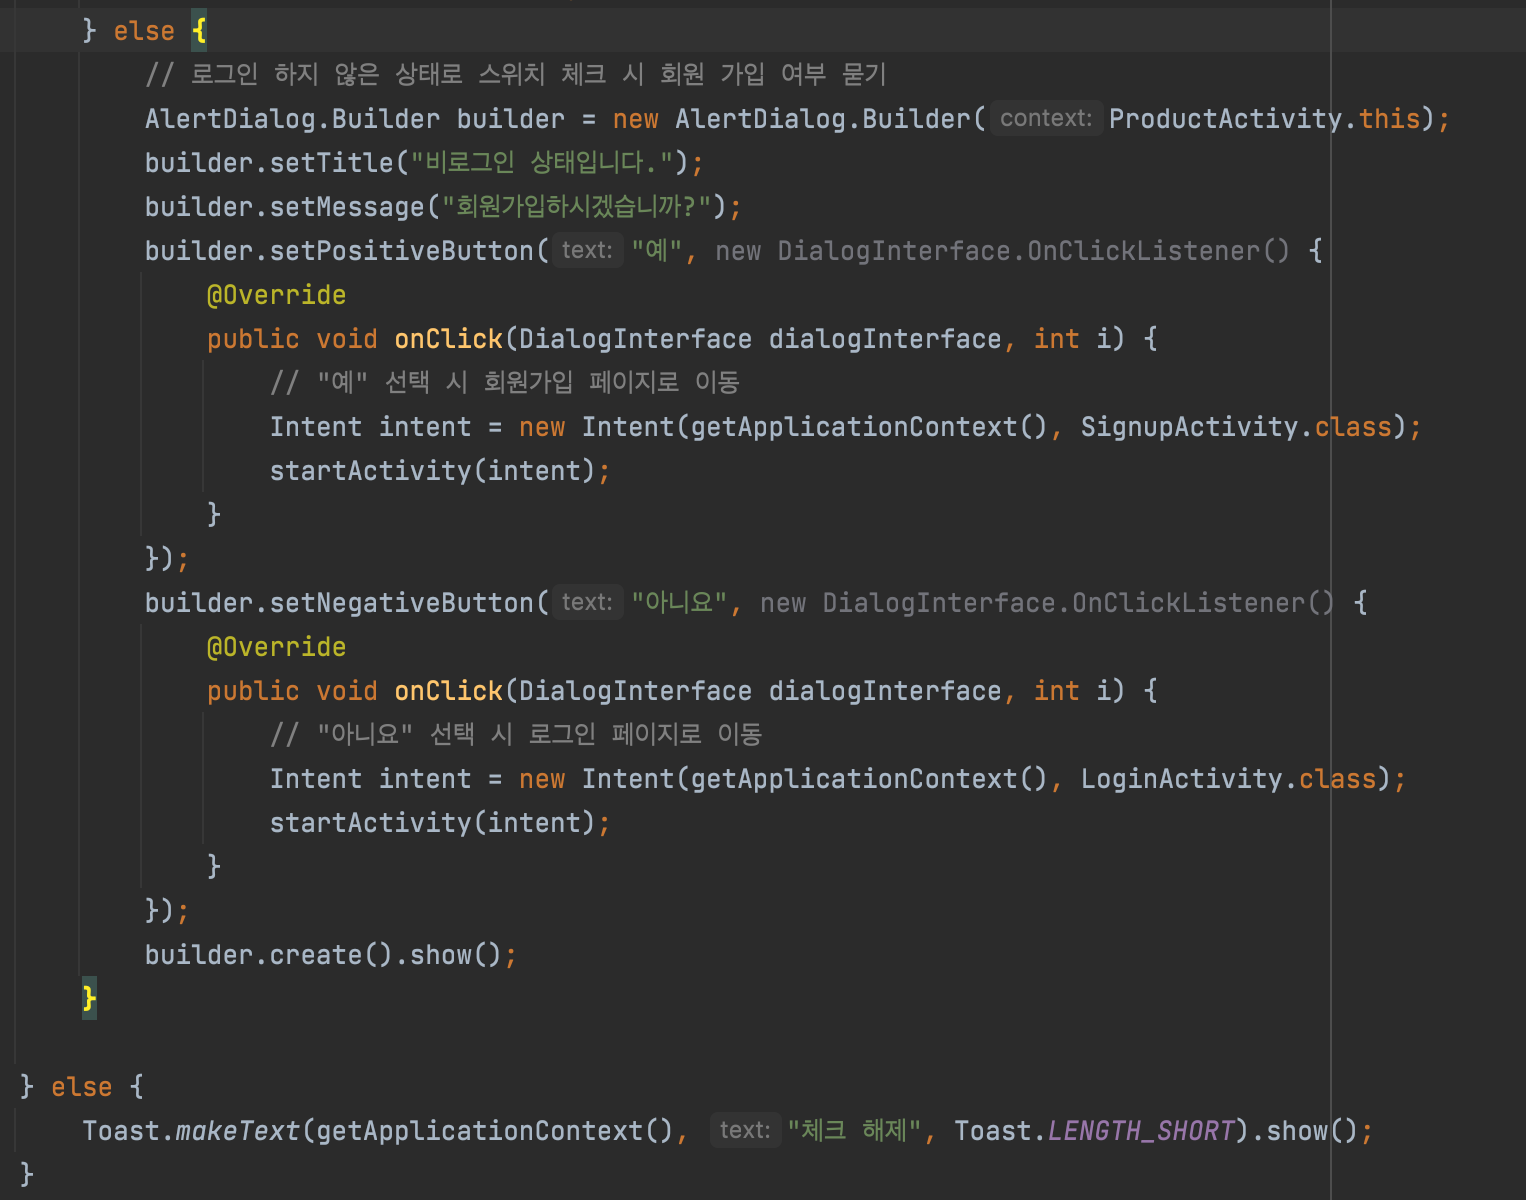 } else {
// 로그인 하지 않은 상태로 스위치 체크 시 회원 가입 여부 묻기
AlertDialog.Builder builder = new AlertDialog.Builder( context: ProductActivity.this);
builder.setTitle("비로그인 상태입니다.");
builder.setMessage("회원가입하시겠습니까?");
builder.setPositiveButton( text: "예", new DialogInterface.OnClickListener() {
@Override
public void onClick(DialogInterface dialogInterface, int i) {
// "예" 선택 시 회원가입 페이지로 이동
Intent intent = new Intent(getApplicationContext(), SignupActivity.class);
startActivity(intent);
}
});
builder.setNegativeButton( text: "아니요", new DialogInterface.OnClickListener() {
@Override
public void onClick(DialogInterface dialogInterface, int i) {
// "아니요" 선택 시 로그인 페이지로 이동
Intent intent = new Intent(getApplicationContext(), LoginActivity.class);
startActivity(intent);
}
});
builder.create().show();
}
} else {
Toast.makeText(getApplicationContext(), text: "체크 해제", Toast.LENGTH_SHORT).show();
}